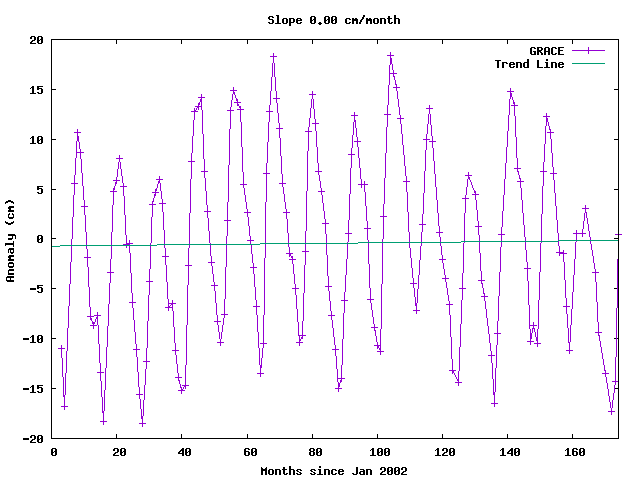 Slope 0.00 cm/month
GRACE
Trend Line
Anomaly (cm)
20
15
10
5
0
-5
-10
-15
-20
0 20 40 60 80 100 120 140 160
Months since Jan 2002